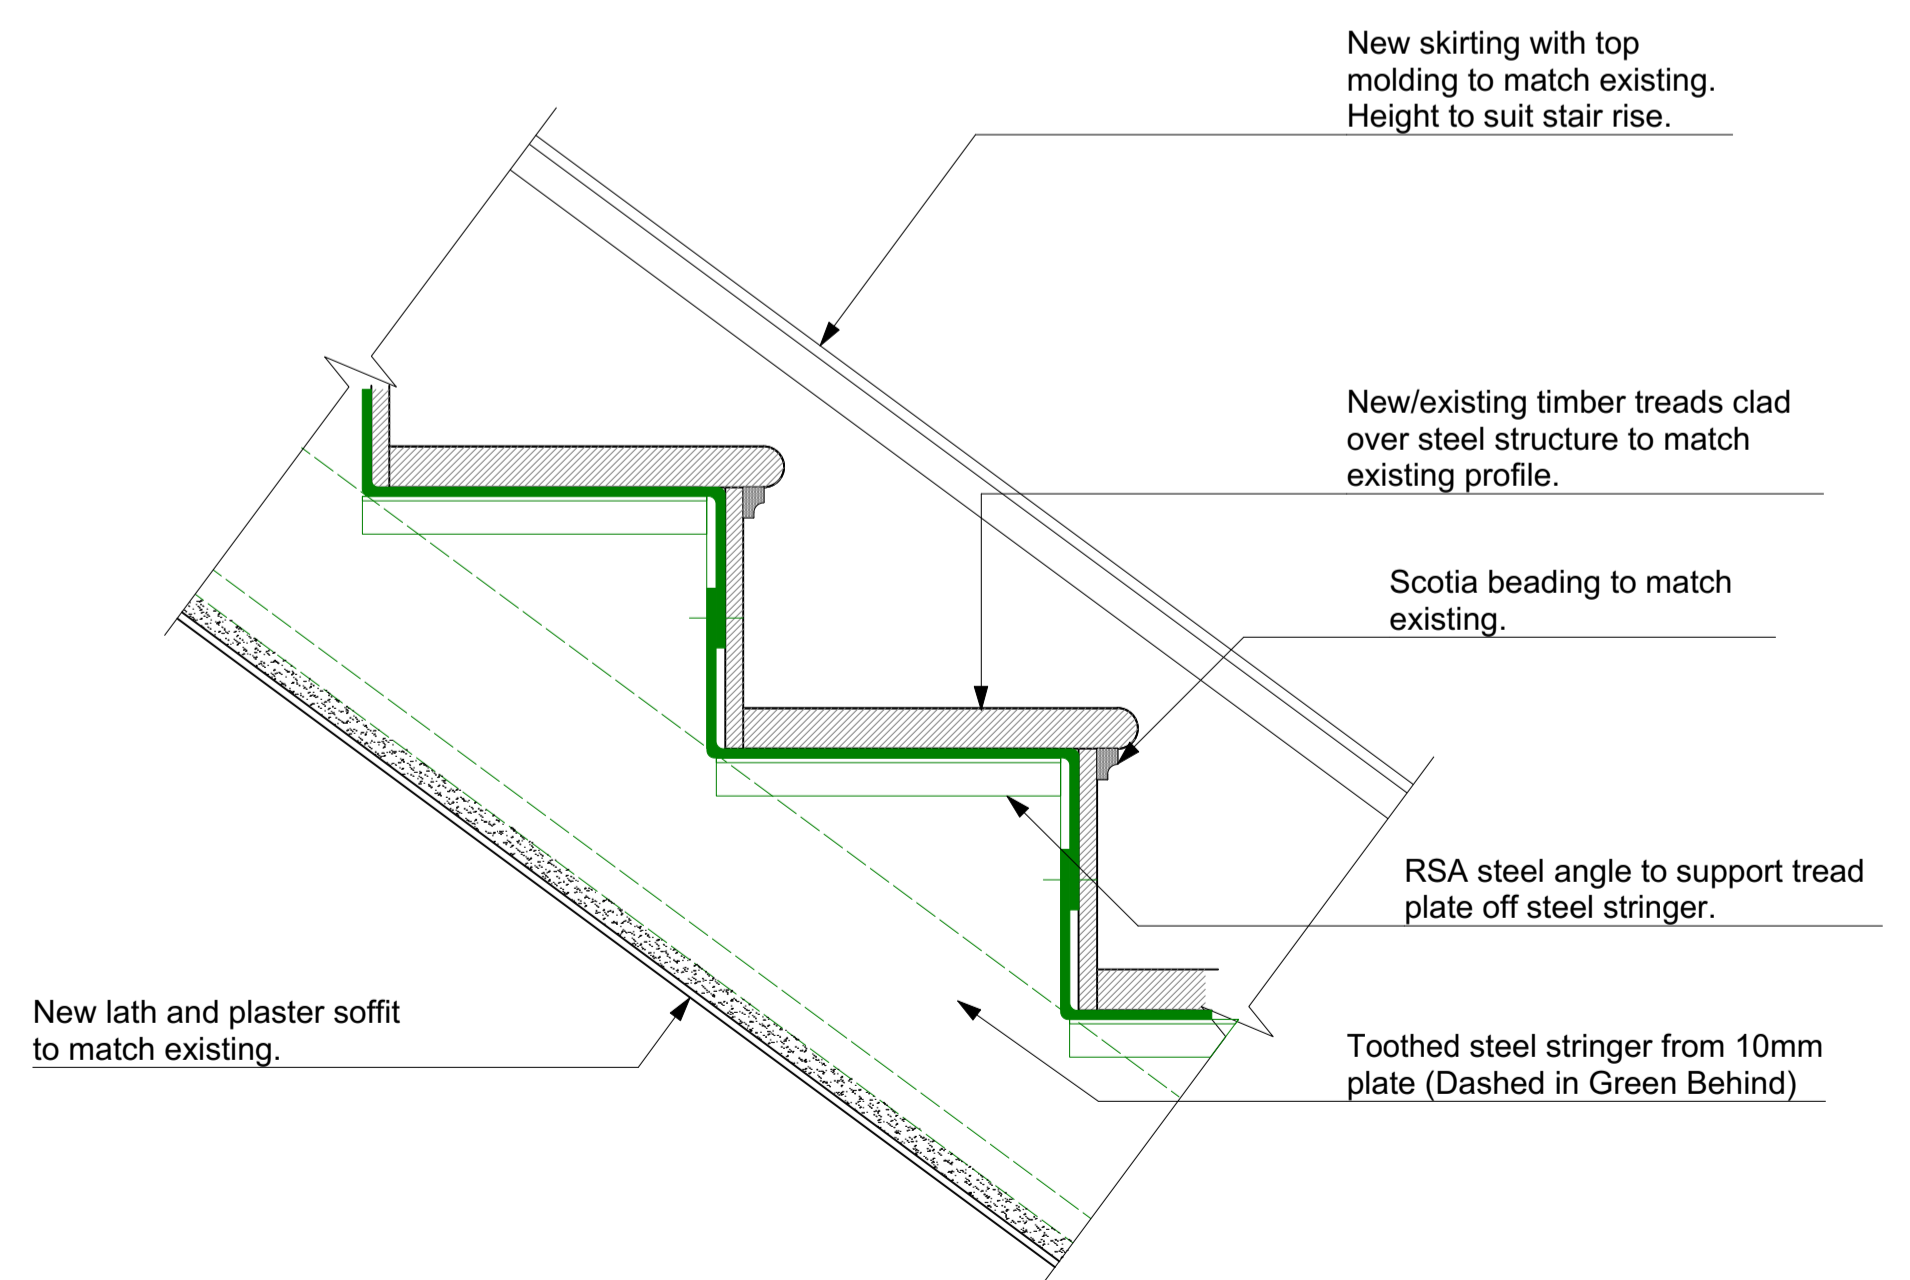 New skirting with top
molding to match existing.
Height to suit stair rise.
New/existing timber treads clad
over steel structure to match
existing profile.
Scotia beading to match
existing.
RSA steel angle to support tread
plate off steel stringer.
New lath and plaster soffit
to match existing.
Toothed steel stringer from 10mm
plate (Dashed in Green Behind)